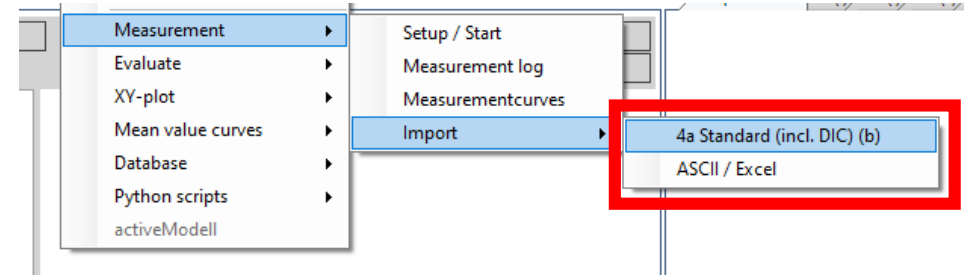 Measurement
Evaluate
XY-plot
Mean value curves
Database
Python scripts
activeModell
Setup / Start
Measurement log
Measurementcurves
Import
4a Standard (incl. DIC) (b)
ASCII / Excel